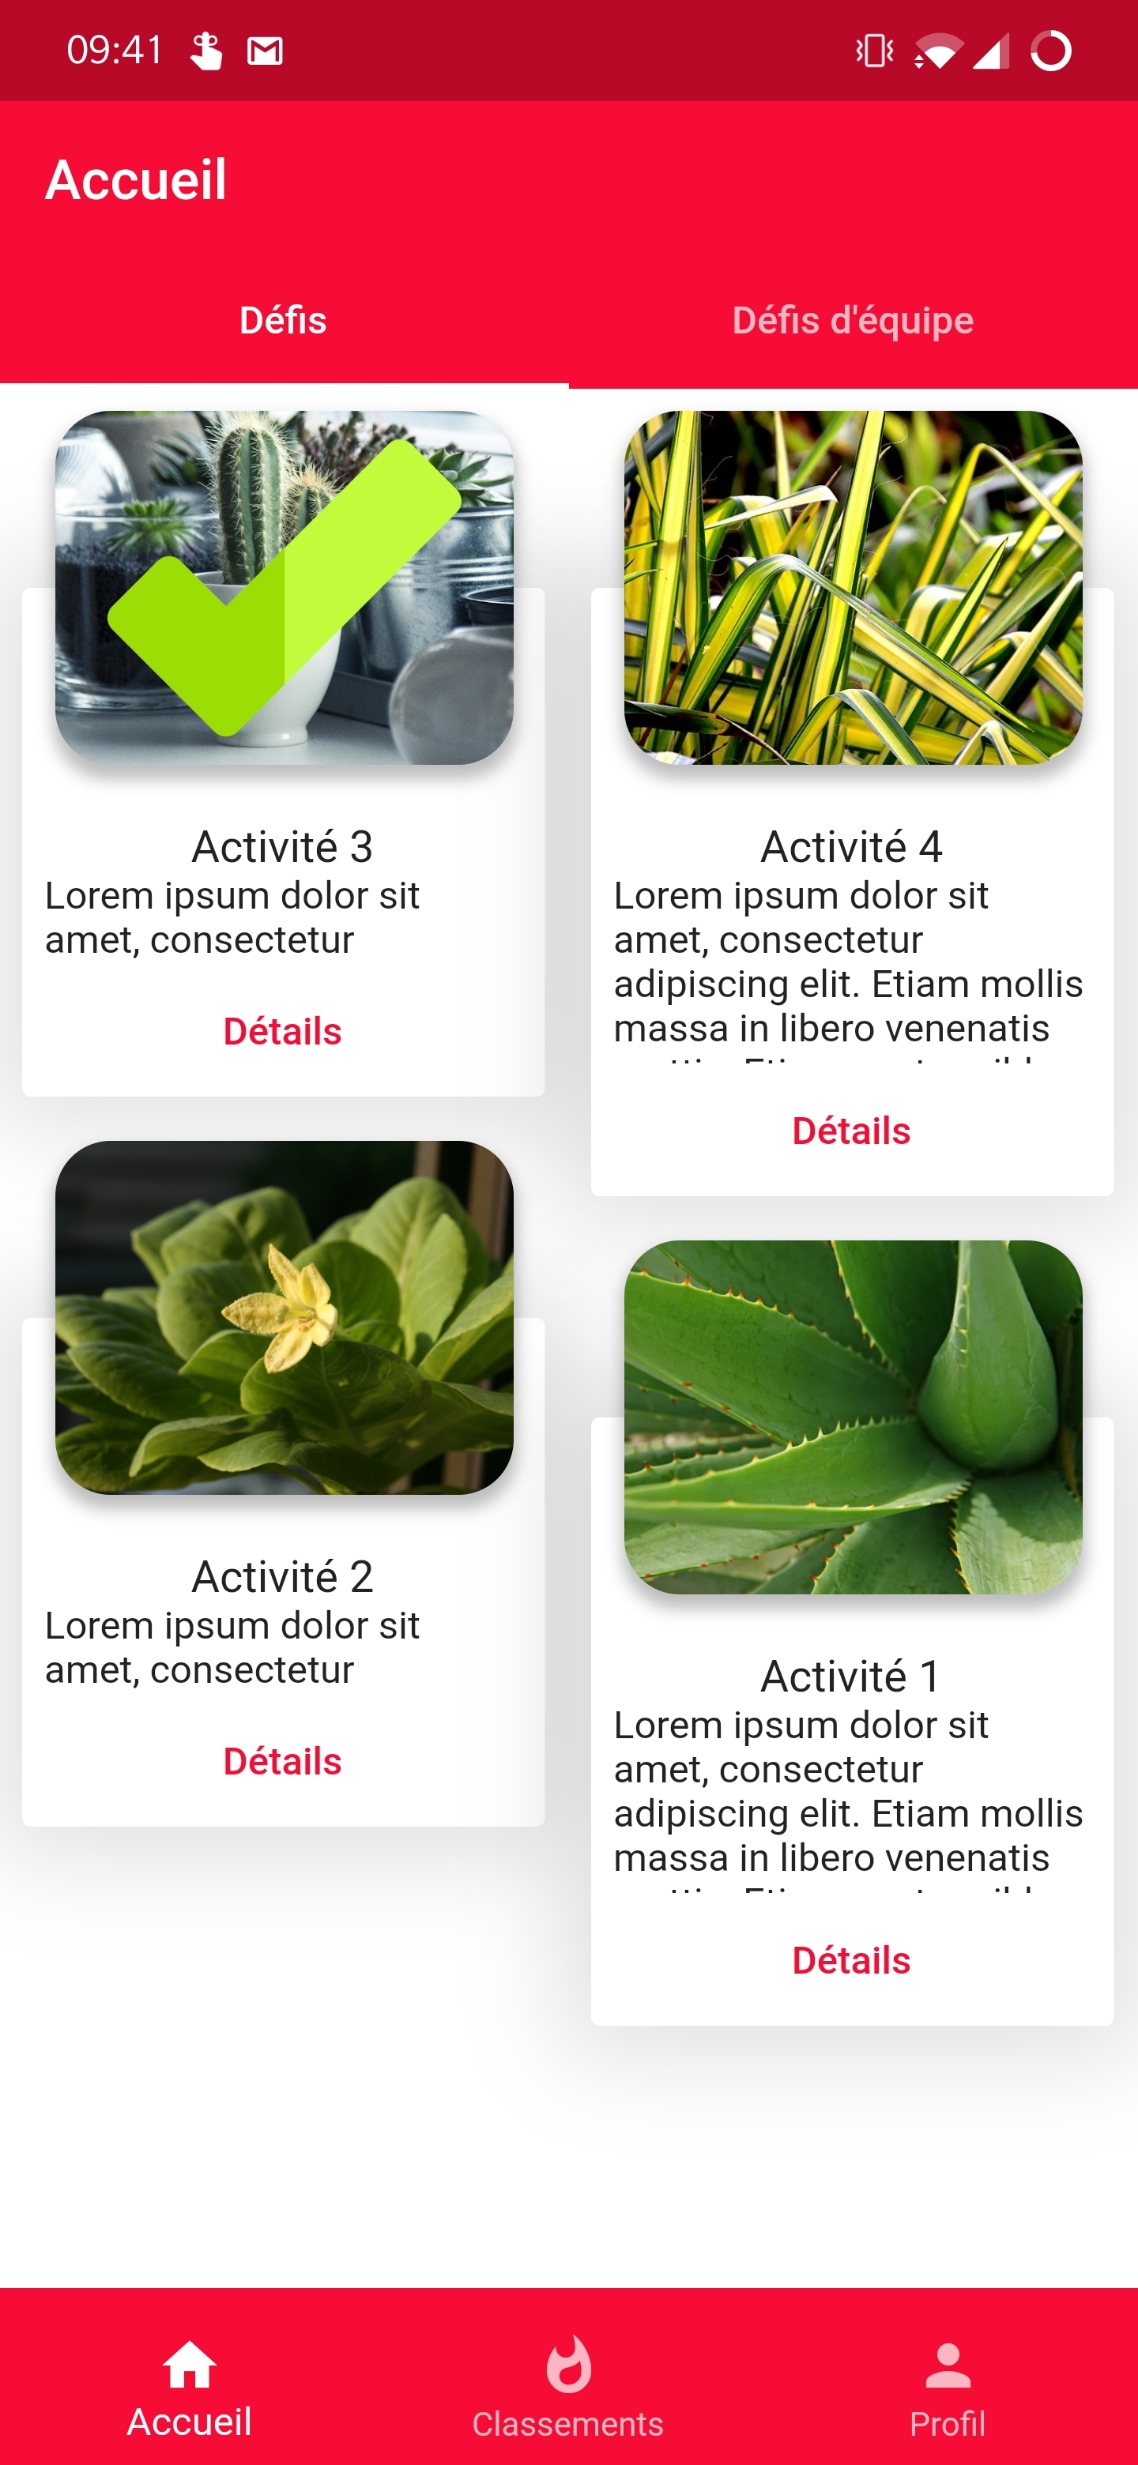 09:41
Accueil
Défis
Défis d'équipe
Activité 3
Lorem ipsum dolor sit
amet, consectetur
Détails
Activité 4
Lorem ipsum dolor sit
amet, consectetur
adipiscing elit. Etiam mollis
massa in libero venenatis
Détails
Activité 2
Lorem ipsum dolor sit
amet, consectetur
Détails
Activité 1
Lorem ipsum dolor sit
amet, consectetur
adipiscing elit. Etiam mollis
massa in libero venenatis
Détails
Accueil
Classements
Profil